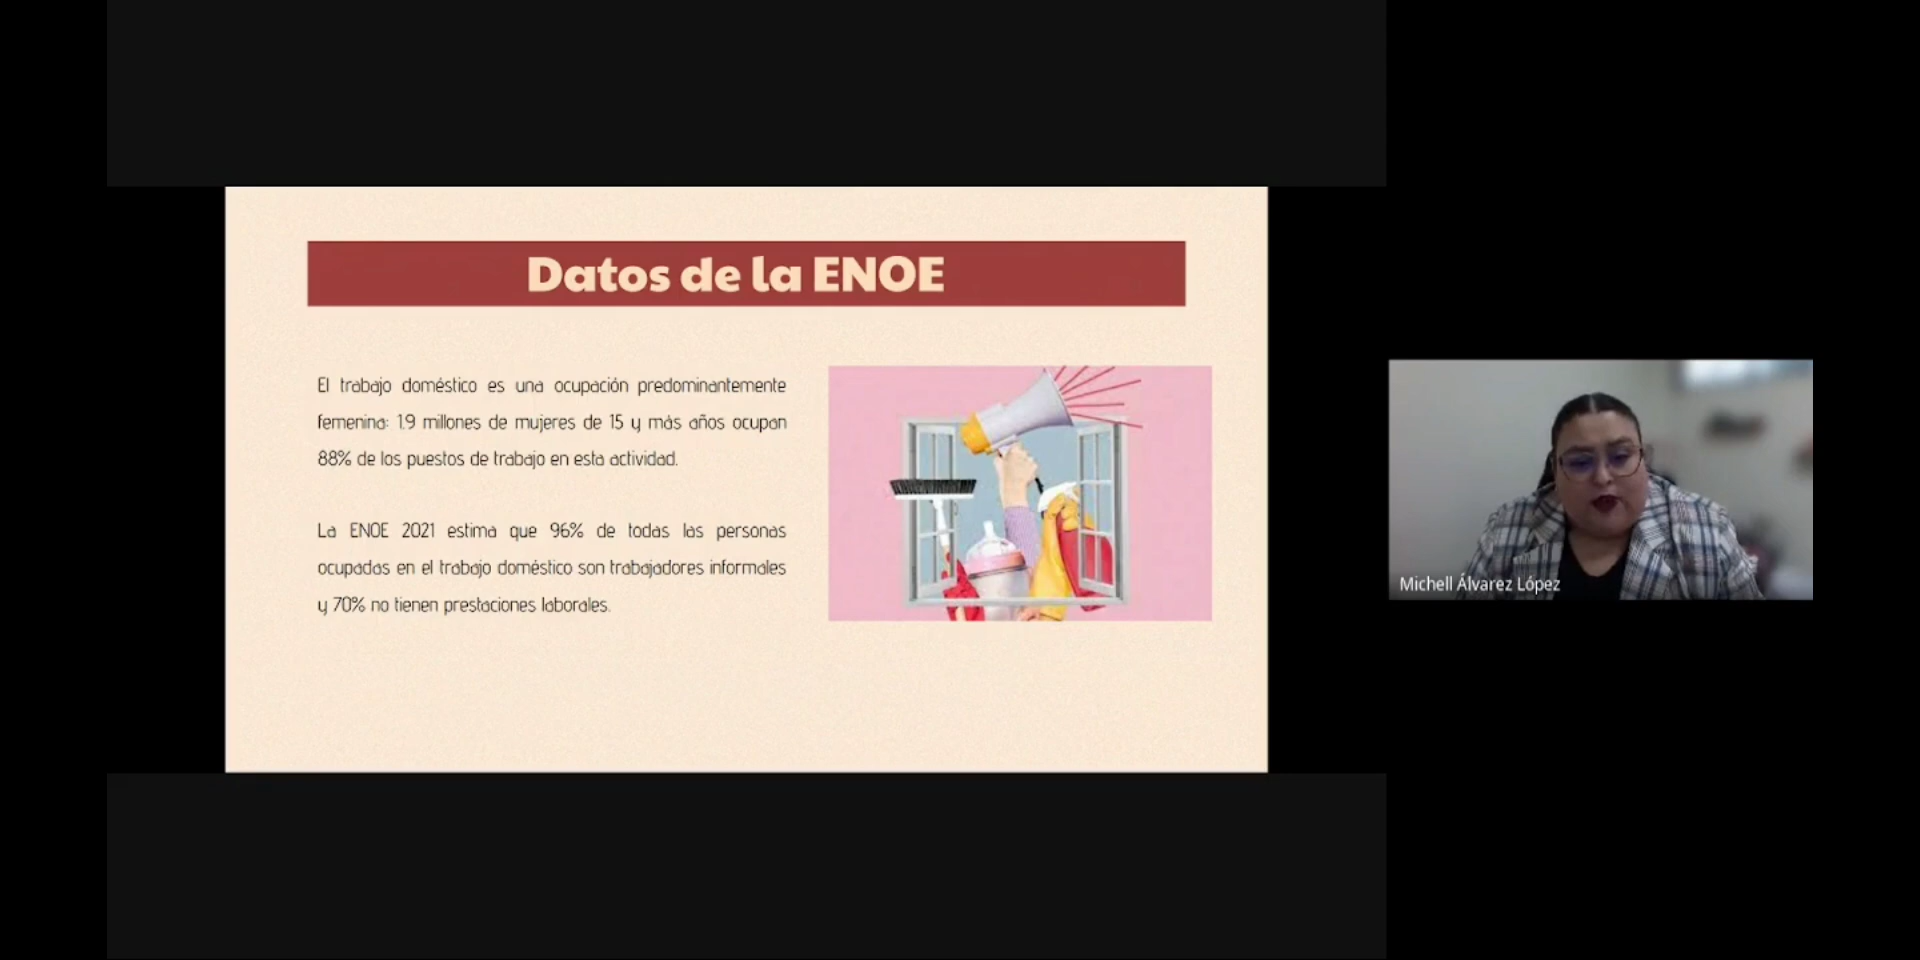 Datos de la ENOE
El trabajo doméstico es una ocupación predominantemente
femenina: 1.9 millones de mujeres de 15 y más años ocupan
88% de los puestos de trabajo en esta actividad.
La ENOE 2021 estima que 96% de todas las personas
ocupadas en el trabajo doméstico son trabajadores informales
y 70% no tienen prestaciones laborales.
Michell Álvarez López